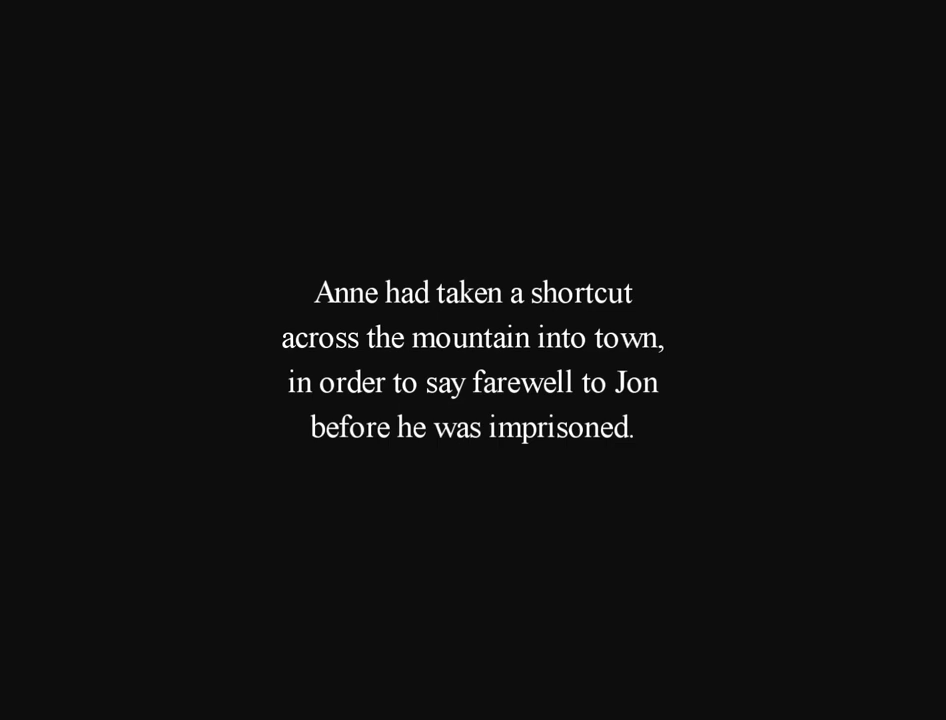 Anne had taken a shortcut
across the mountain into town,
in order to say farewell to Jon
before he was imprisoned.